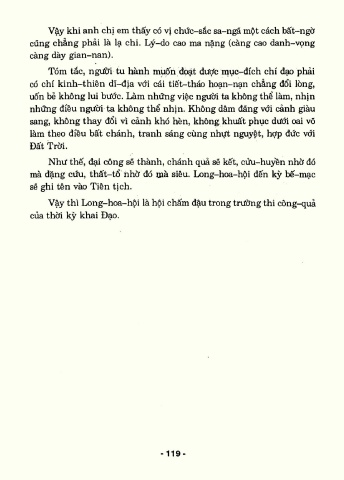 Vậy khi anh chị em thấy có vị chức-sắc sa-ngã một cách bất-ngờ
cũng chẳng phải là lạ chi. Lý-do cao ma nặng (càng cao danh-vọng
càng dày gian-nan).
Tóm tắc, người tu hành muốn đoạt được mục-đích chí đạo phải
có chí kinh-thiên dĩ-địa với cái tiết-tháo hoạn-nạn chẳng đổi lòng,
uốn bẻ không lui bước. Làm những việc người ta không thể làm, nhịn
những điều người ta không thể nhịn. Không dâm đãng với cảnh giàu
sang, không thay đổi vì cảnh khó hèn, không khuất phục dưới oai võ
làm theo điều bất chánh, tranh sáng cùng nhựt nguyệt, hợp đức với
Đất Trời.
Như thế, đại công sẽ thành, chánh quả sẽ kết, cửu-huyền nhờ đó
mà đặng cứu, thất-tổ nhờ đó mà siêu. Long-hoa-hội đến kỳ bế-mạc
sẽ ghi tên vào Tiên tịch.
Vậy thì Long-hoa-hội là hội chấm đậu trong trường thi công-quả
của thời kỳ khai Đạo.
- 119 -